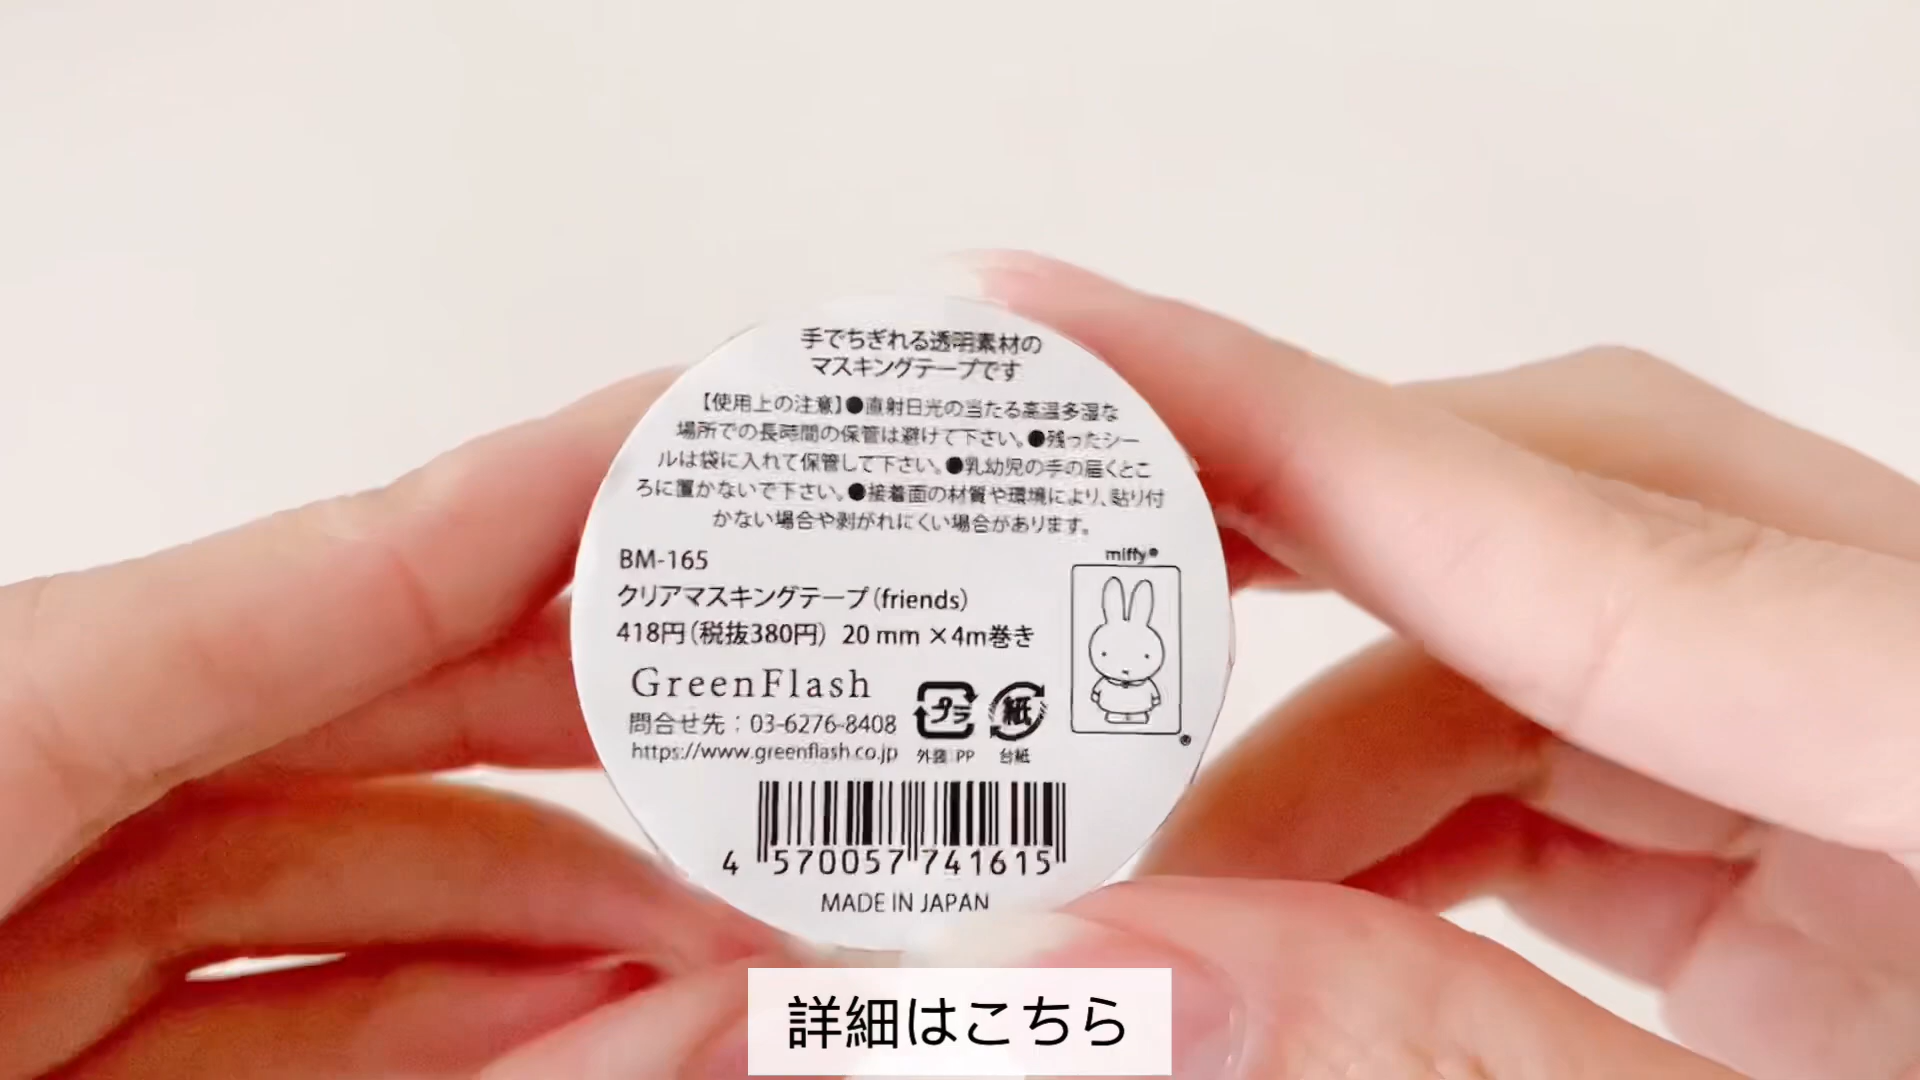 手でちぎれる透明素材の
マスキングテープです
【使用上の注意】●直射日光の当たる高温多湿な
場所での長時間の保管は避けて下さい。●残ったシー
ルは袋に入れて保管して下さい。●乳幼児の手の届くとこ
ろに置かないで下さい。●接着面の材質や環境により、貼り付
かない場合や剥がれにくい場合があります。
BM-165
クリアマスキングテープ(friends)
418円(税抜380円) 20 mm ×4m巻き
miffy®
GreenFlash
問合せ先：03-6276-8408
https://www.greenflash.co.jp
プラ
外装:PP
紙
台紙
4 570057 741615
MADE IN JAPAN
詳細はこちら